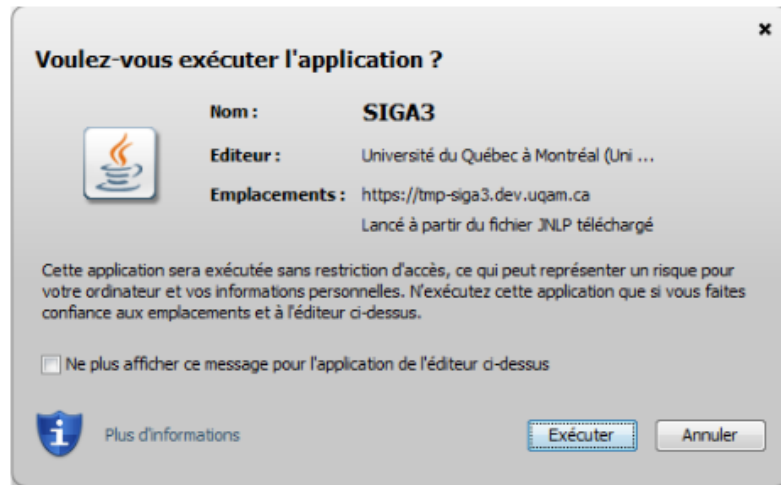 Voulez-vous exécuter l'application ?
Nom : SIGA3
Editeur : Université du Québec à Montréal (Uni ...
Emplacements : https://tmp-siga3.dev.uqam.ca
Lancé à partir du fichier JNLP téléchargé
Cette application sera exécutée sans restriction d'accès, ce qui peut représenter un risque pour
votre ordinateur et vos informations personnelles. N'exécutez cette application que si vous faites
confiance aux emplacements et à l'éditeur ci-dessus.
Ne plus afficher ce message pour l'application de l'éditeur ci-dessus
Plus d'informations Exécuter Annuler